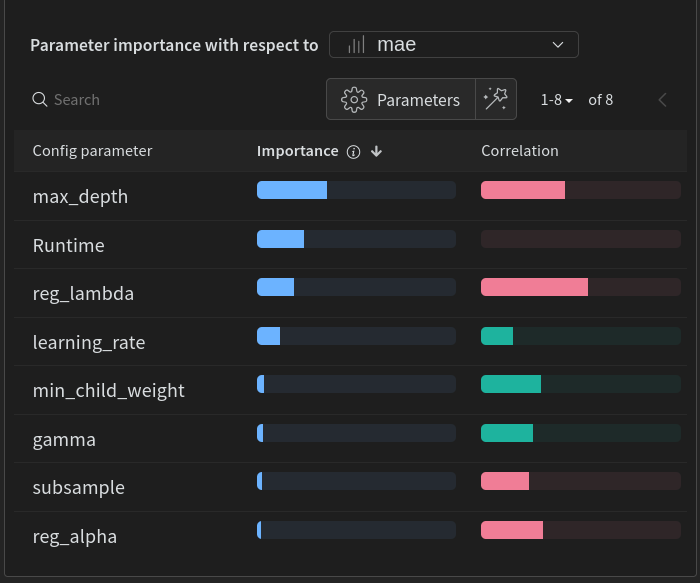 Parameter importance with respect to mae
Search Parameters 1-8 of 8
Config parameter Importance Correlation
max_depth
Runtime
reg_lambda
learning_rate
min_child_weight
gamma
subsample
reg_alpha